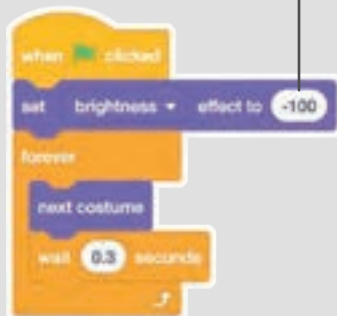 when clicked
set brightness effect to -100
forever
next costume
wait 0.3 seconds